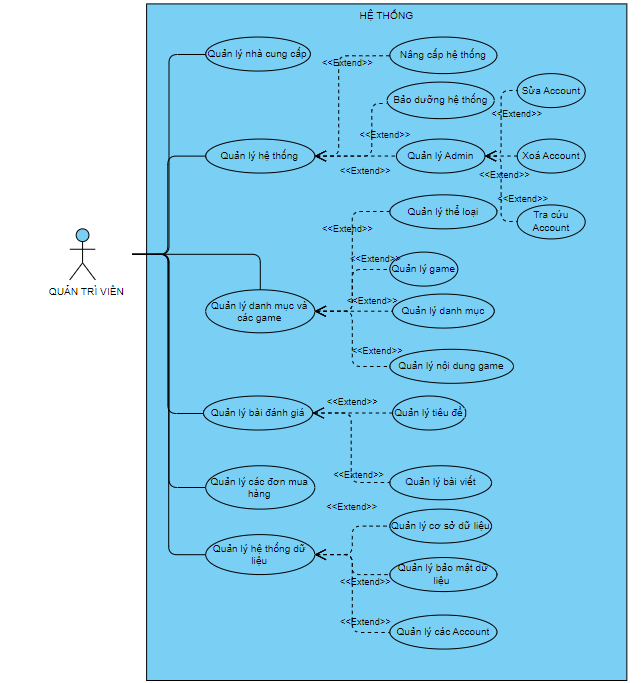 HỆ THỐNG
Quản lý nhà cung cấp
Nâng cấp hệ thống
<<Extend>>
Sửa Account
Bảo dưỡng hệ thống
<<Extend>>
<<Extend>>
Quản lý hệ thống
Quản lý Admin
Xoá Account
<<Extend>>
<<Extend>>
<<Extend>>
Quản lý thể loại
Tra cứu
Account
<<Extend>>
<<Extend>>
Quản lý game
QUẢN TRỊ VIÊN
<<Extend>>
Quản lý danh mục và
các game
Quản lý danh mục
<<Extend>>
Quản lý nội dung game
<<Extend>>
Quản lý bài đánh giá
Quản lý tiêu đề
<<Extend>>
Quản lý các đơn mua
hàng
Quản lý bài viết
<<Extend>>
Quản lý cơ sở dữ liệu
Quản lý hệ thống dữ
liệu
Quản lý bảo mật dữ
liệu
<<Extend>>
<<Extend>>
Quản lý các Account